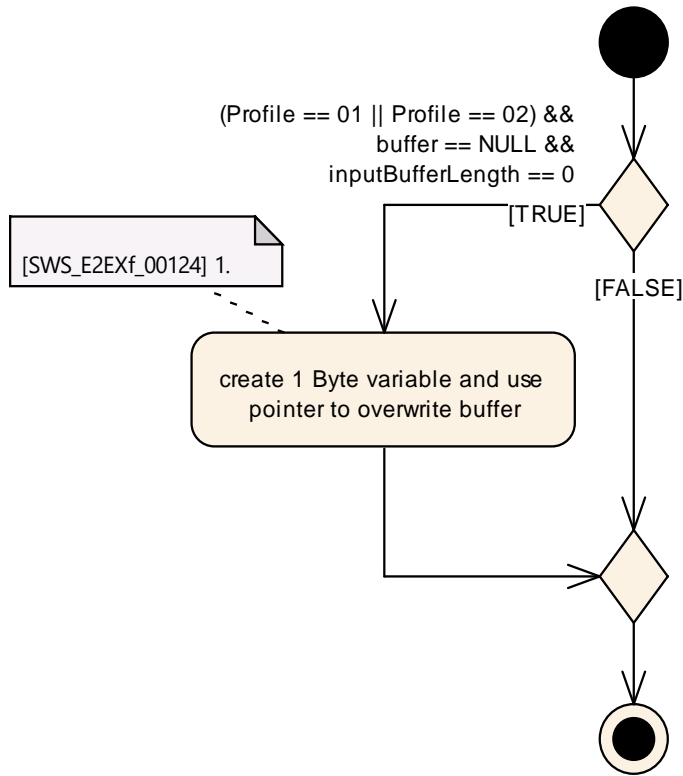 (Profile == 01 || Profile == 02) &&
buffer == NULL &&
inputBufferLength == 0
[TRUE]
[SWS_E2EXf_00124] 1.
[FALSE]
create 1 Byte variable and use
pointer to overwrite buffer